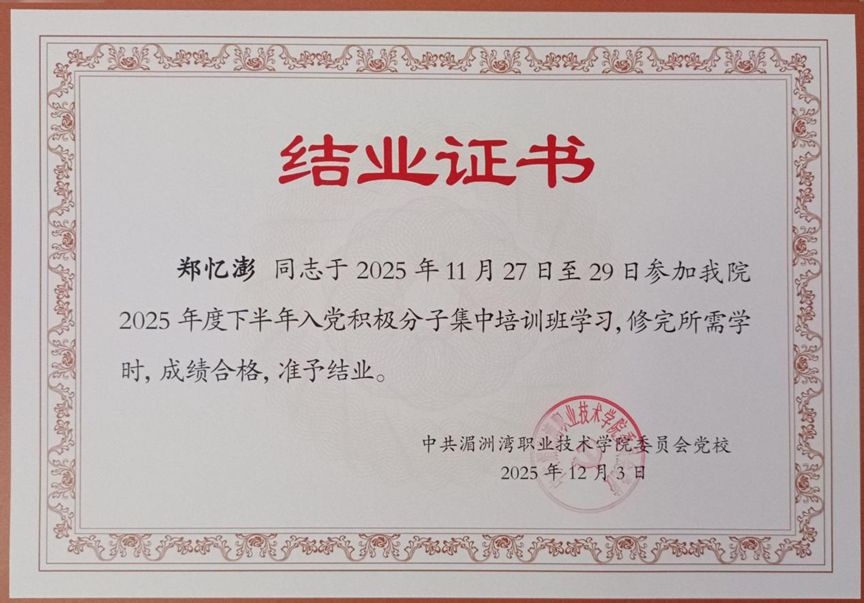 结业证书
郑忆澎 同志于 2025 年 11 月 27 日至 29 日参加我院
2025 年度下半年入党积极分子集中培训班学习,修完所需学
时,成绩合格,准予结业。
中共湄洲湾职业技术学院委员会党校
2025 年 12 月 3 日